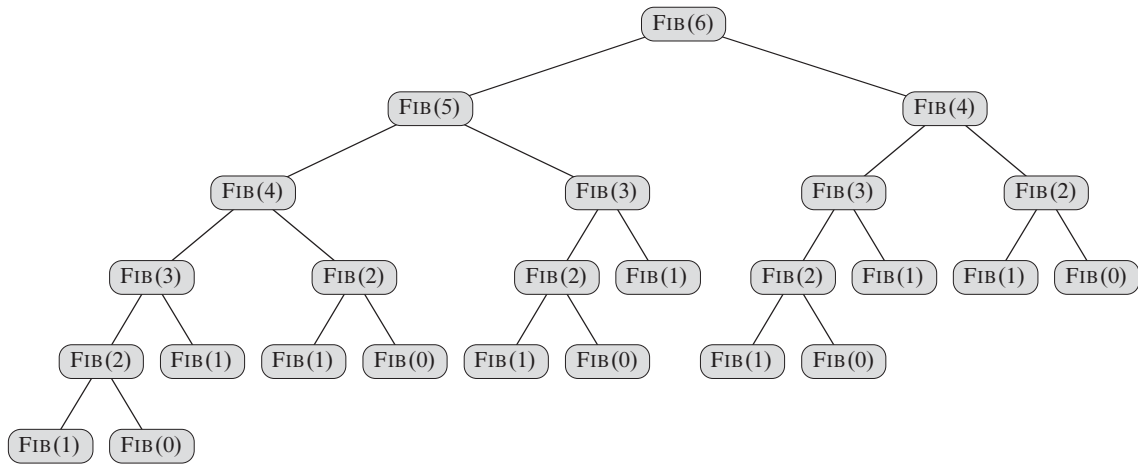 FIB(6)
FIB(5) FIB(4)
FIB(4) FIB(3) FIB(3) FIB(2)
FIB(3) FIB(2) FIB(2) FIB(1) FIB(2) FIB(1) FIB(1) FIB(0)
FIB(2) FIB(1) FIB(1) FIB(0) FIB(1) FIB(0) FIB(1) FIB(0)
FIB(1) FIB(0)